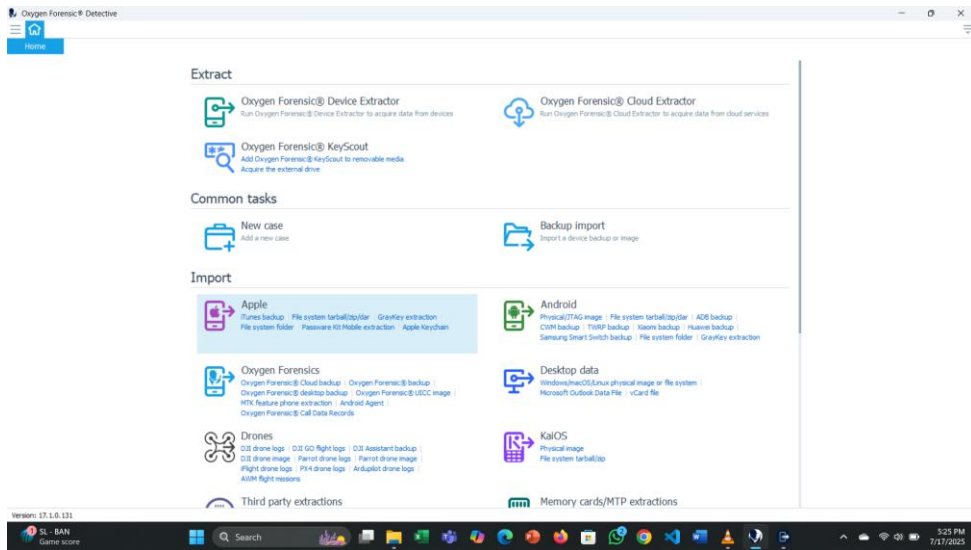 Oxygen Forensic® Detective
Home
Extract
Oxygen Forensic® Device Extractor
Run Oxygen Forensic® Device Extractor to acquire data from devices
Oxygen Forensic® Cloud Extractor
Run Oxygen Forensic® Cloud Extractor to acquire data from cloud services
Oxygen Forensic® KeyScout
Add Oxygen Forensic® KeyScout to removable media
Acquire the external drive
Common tasks
New case
Add a new case
Backup import
Import a device backup or image
Import
Apple
iTunes backup | File system tarball/zip/dar | GrayKey extraction
File system folder | Passware Kit Mobile extraction | Apple Keychain
Android
Physical/JTAG image | File system tarball/zip/dar | ADB backup |
CWM backup | TWRP backup | Xiaomi backup | Huawei backup |
Samsung Smart Switch backup | File system folder | GrayKey extraction
Oxygen Forensics
Oxygen Forensic® Cloud backup | Oxygen Forensic® backup |
Oxygen Forensic® desktop backup | Oxygen Forensic® UICC image |
MTK feature phone extraction | Android Agent |
Oxygen Forensic® Call Data Records
Desktop data
Windows/macOS/Linux physical image or file system |
Microsoft Outlook Data File | vCard file
Drones
DJI drone logs | DJI GO flight logs | DJI Assistant backup |
DJI drone image | Parrot drone logs | Parrot drone image |
iFlight drone logs | PX4 drone logs | Ardupilot drone logs |
AWM flight missions
KaiOS
Physical image
File system tarball/zip
Third party extractions
Memory cards/MTP extractions
Version: 17.1.0.131
SL - BAN
Game score
Search
5:25 PM
7/17/2025